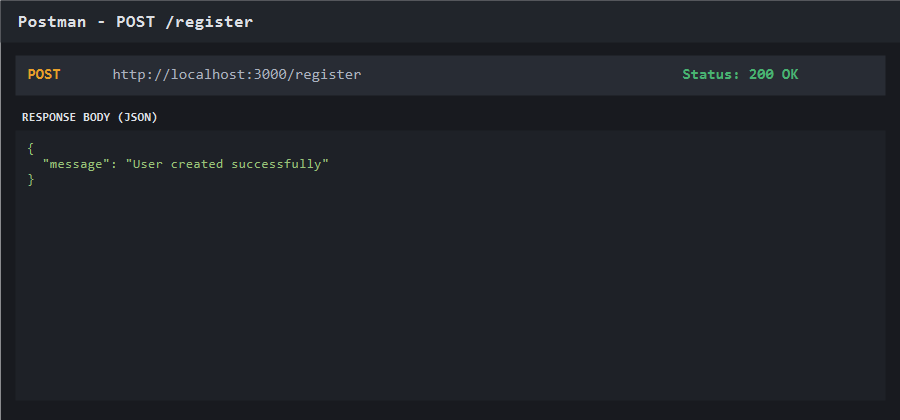 Postman - POST /register
POST http://localhost:3000/register Status: 200 OK
RESPONSE BODY (JSON)
{
  "message": "User created successfully"
}